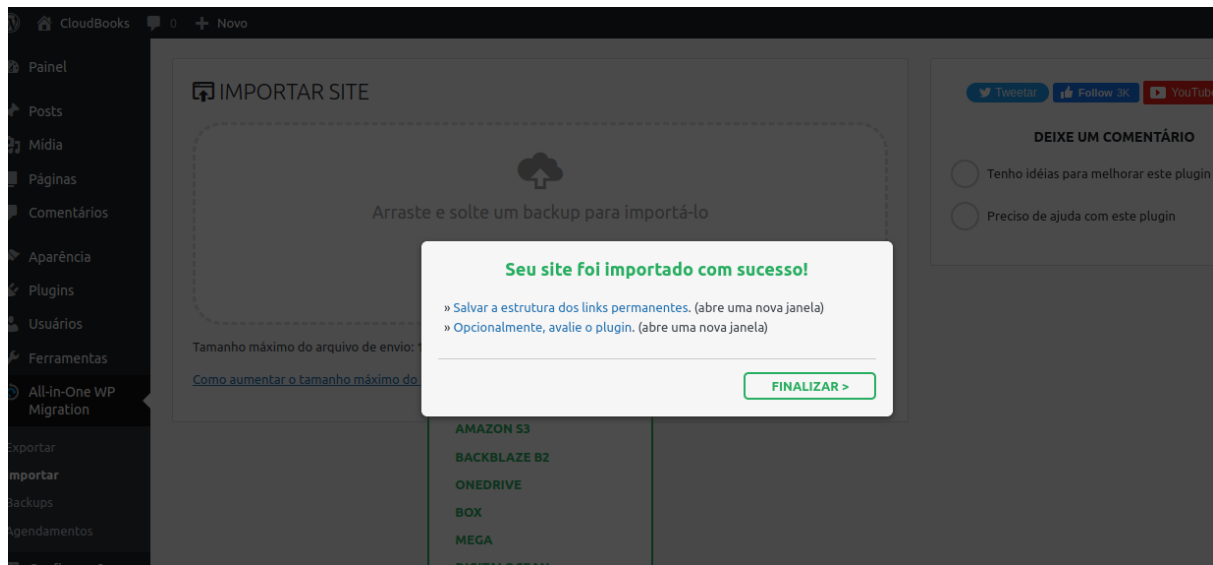 CloudBooks 0 + Novo
Painel
Posts
Mídia
Páginas
Comentários
Aparência
Plugins
Usuários
Ferramentas
All-in-One WP
Migration
Exportar
Importar
Backups
Agendamentos
IMPORTAR SITE
Arraste e solte um backup para importá-lo
Tamanho máximo do arquivo de envio:
Como aumentar o tamanho máximo do
Seu site foi importado com sucesso!
» Salvar a estrutura dos links permanentes. (abre uma nova janela)
» Opcionalmente, avalie o plugin. (abre uma nova janela)
FINALIZAR >
AMAZON S3
BACKBLAZE B2
ONEDRIVE
BOX
MEGA
Tweetar Follow 3K YouTube
DEIXE UM COMENTÁRIO
Tenho idéias para melhorar este plugin
Preciso de ajuda com este plugin